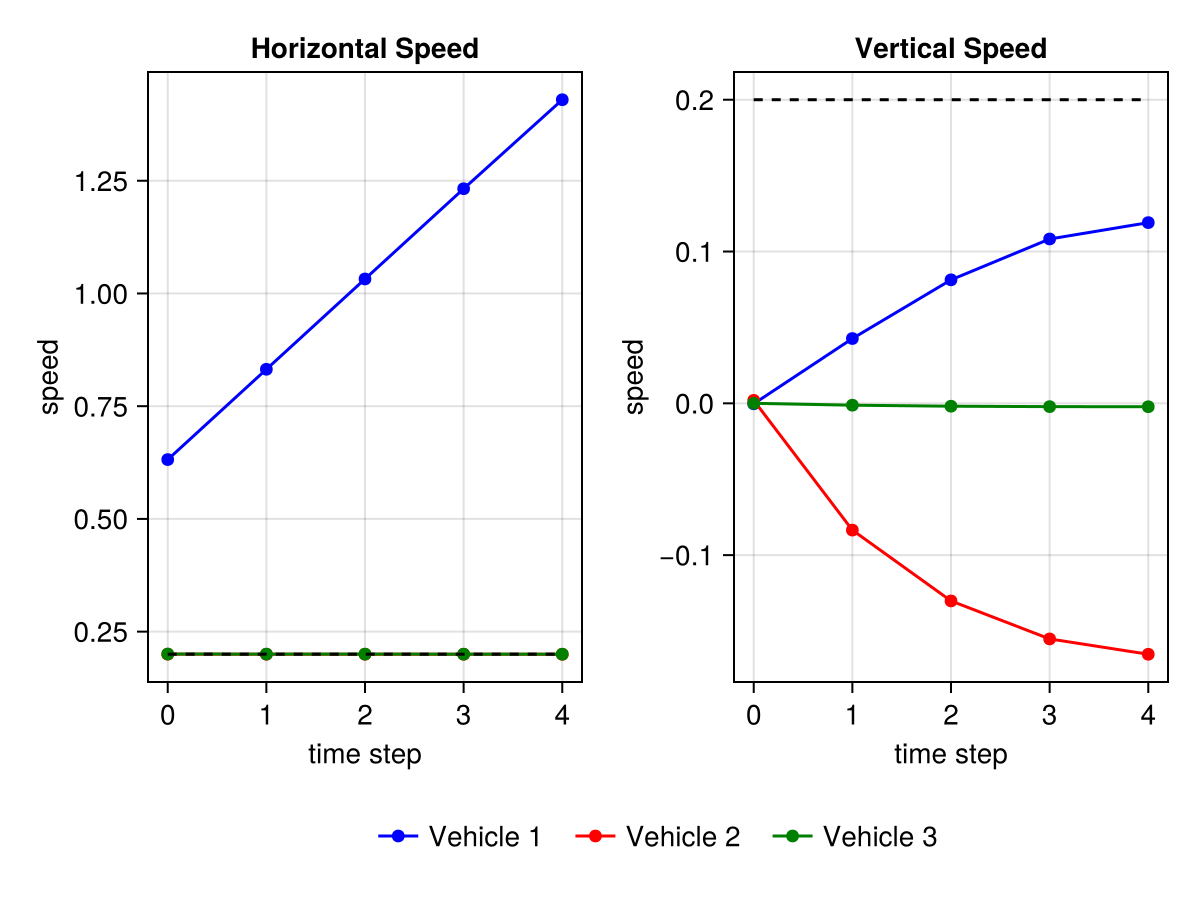 Horizontal Speed
speed
1.25
1.00
0.75
0.50
0.25
0 1 2 3 4
time step
Vertical Speed
speed
0.2
0.1
0.0
−0.1
0 1 2 3 4
time step
Vehicle 1 Vehicle 2 Vehicle 3